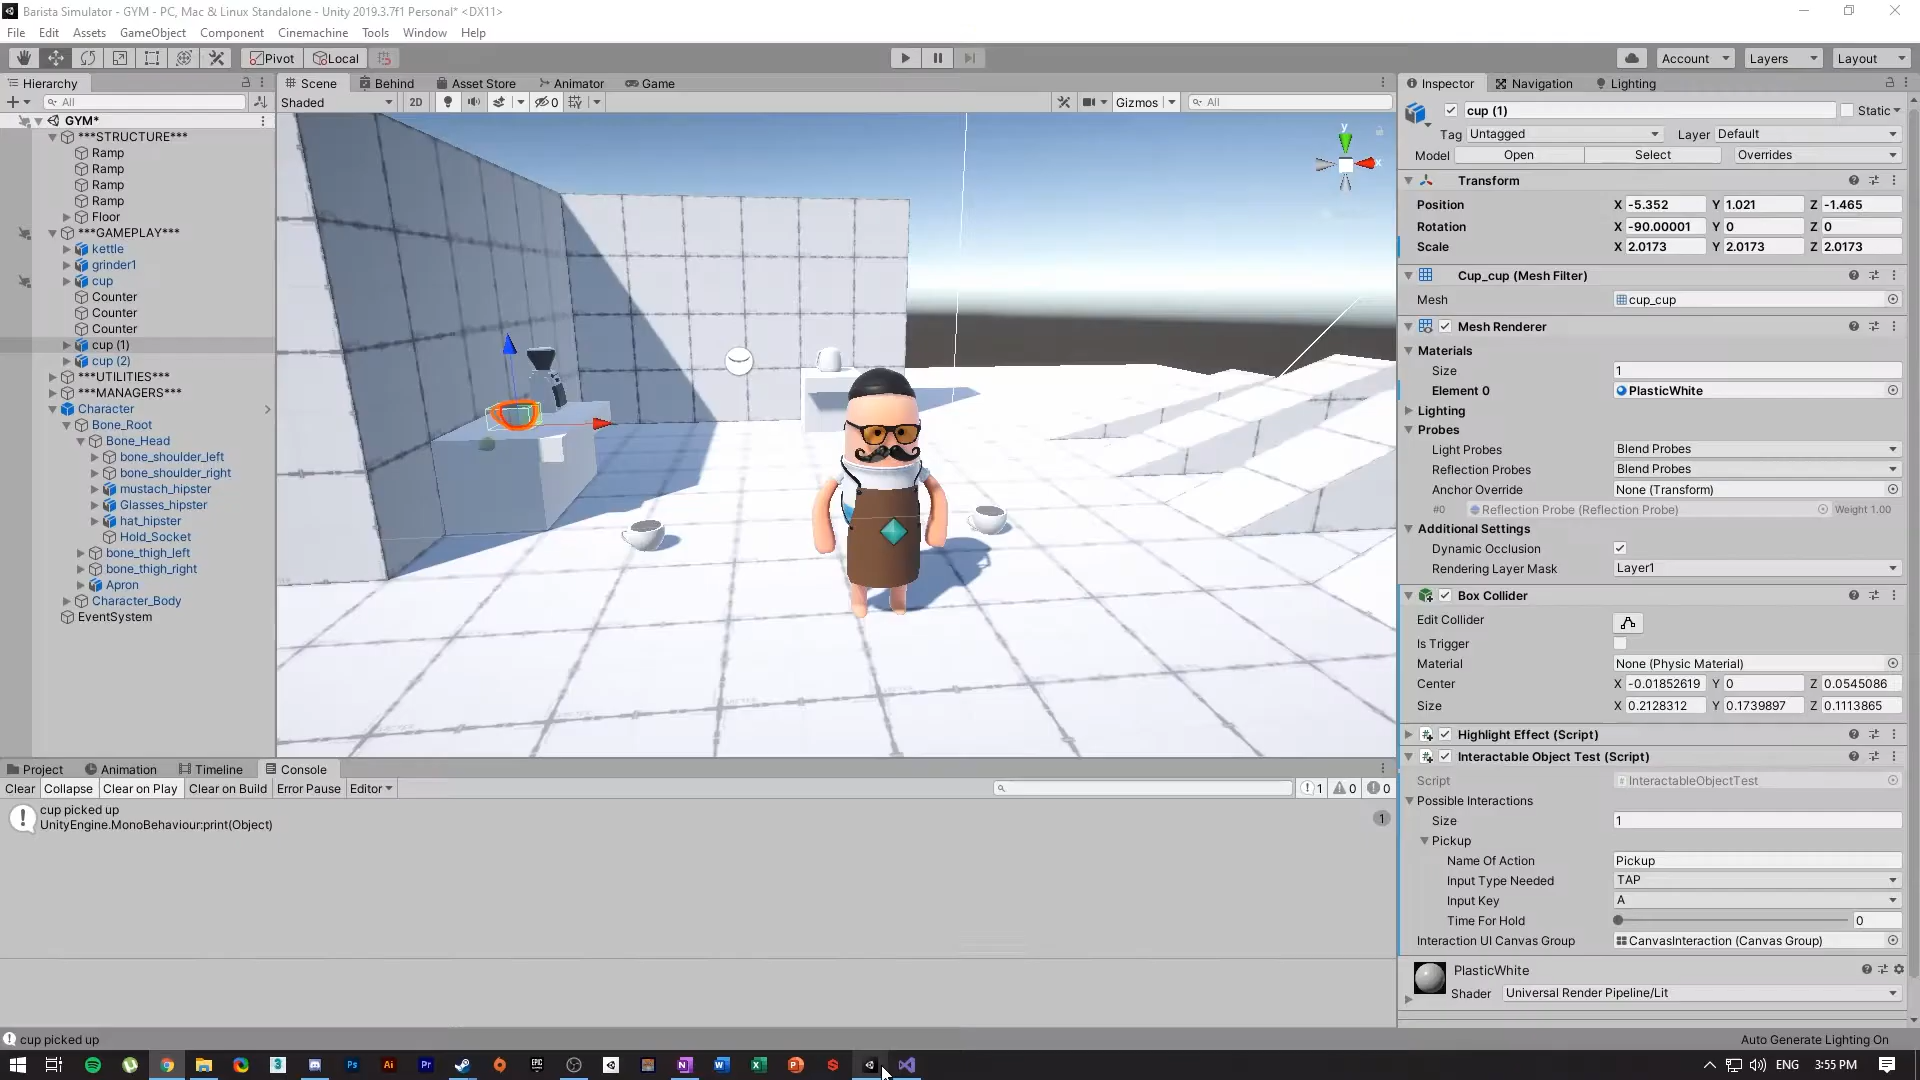 Barista Simulator - GYM - PC, Mac & Linux Standalone - Unity 2019.3.7f1 Personal* <DX11>
File Edit Assets GameObject Component Cinemachine Tools Window Help
Pivot Local Account Layers Layout
Hierarchy
All
GYM*
***STRUCTURE***
Ramp
Ramp
Ramp
Ramp
Floor
***GAMEPLAY***
kettle
grinder1
cup
Counter
Counter
Counter
cup (1)
cup (2)
***UTILITIES***
***MANAGERS***
Character
Bone_Root
Bone_Head
bone_shoulder_left
bone_shoulder_right
mustach_hipster
Glasses_hipster
hat_hipster
Hold_Socket
bone_thigh_left
bone_thigh_right
Apron
Character_Body
EventSystem
Scene Behind Asset Store Animator Game
Shaded 2D 0 Gizmos All
y
x
Inspector Navigation Lighting
cup (1) Static
Tag Untagged Layer Default
Model Open Select Overrides
Transform
Position X -5.352 Y 1.021 Z -1.465
Rotation X -90.00001 Y 0 Z 0
Scale X 2.0173 Y 2.0173 Z 2.0173
Cup_cup (Mesh Filter)
Mesh cup_cup
Mesh Renderer
Materials
Size 1
Element 0 PlasticWhite
Lighting
Probes
Light Probes Blend Probes
Reflection Probes Blend Probes
Anchor Override None (Transform)
#0 Reflection Probe (Reflection Probe) Weight 1.00
Additional Settings
Dynamic Occlusion
Rendering Layer Mask Layer1
Box Collider
Edit Collider
Is Trigger
Material None (Physic Material)
Center X -0.01852619 Y 0 Z 0.0545086
Size X 0.2128312 Y 0.1739897 Z 0.1113865
Highlight Effect (Script)
Interactable Object Test (Script)
Script InteractableObjectTest
Possible Interactions
Size 1
Pickup
Name Of Action Pickup
Input Type Needed TAP
Input Key A
Time For Hold 0
Interaction UI Canvas Group CanvasInteraction (Canvas Group)
PlasticWhite
Shader Universal Render Pipeline/Lit
Project Animation Timeline Console
Clear Collapse Clear on Play Clear on Build Error Pause Editor 1 0 0
cup picked up
UnityEngine.MonoBehaviour:print(Object)
1
cup picked up
Auto Generate Lighting On
3 Ps Ai Pr EPIC N W X P S
ENG 3:55 PM